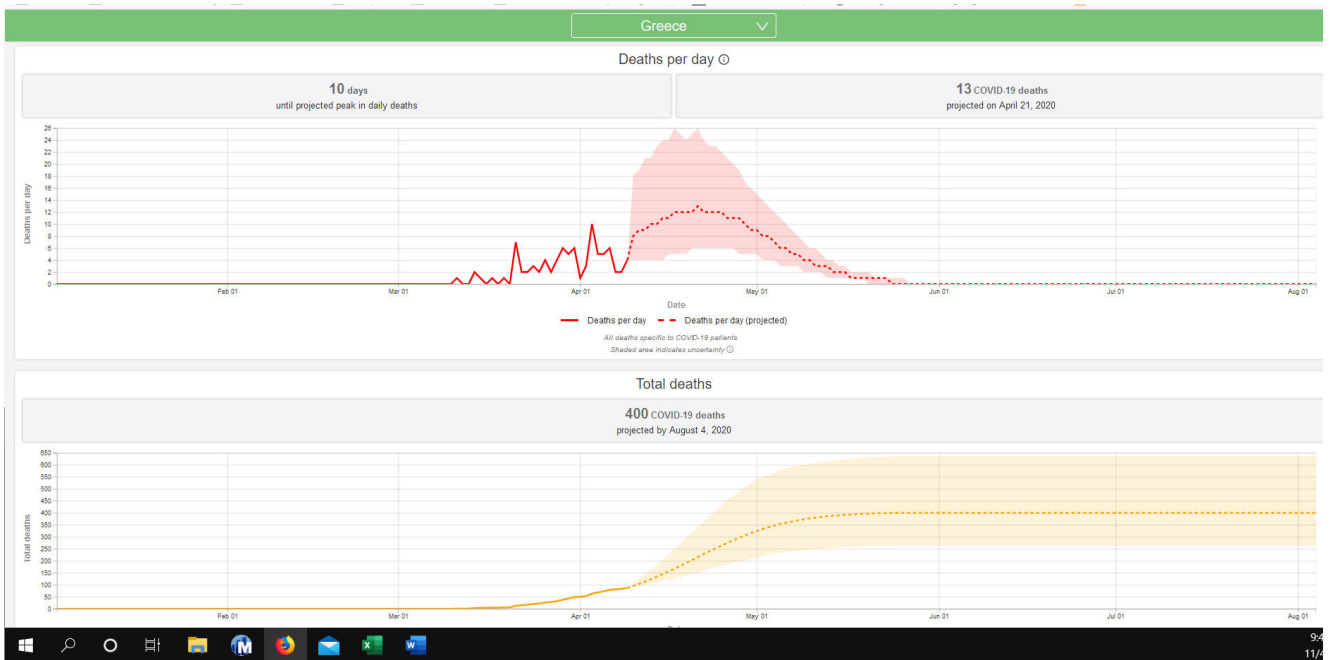 Greece
Deaths per day
10 days
until projected peak in daily deaths
13 COVID-19 deaths
projected on April 21, 2020
Deaths per day
26
24
22
20
18
16
14
12
10
8
6
4
2
0
Feb 01 Mar 01 Apr 01 May 01 Jun 01 Jul 01 Aug 01
Date
Deaths per day Deaths per day (projected)
All deaths specific to COVID-19 patients.
Shaded area indicates uncertainty
Total deaths
400 COVID-19 deaths
projected by August 4, 2020
Total deaths
650
600
550
500
450
400
350
300
250
200
150
100
50
0
Feb 01 Mar 01 Apr 01 May 01 Jun 01 Jul 01 Aug 01
M
X
W
9:4
11/4